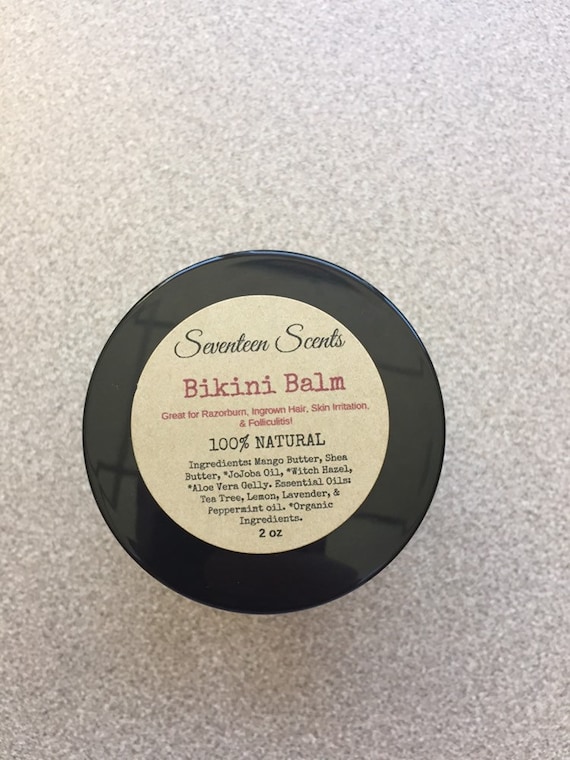 Seventeen Scents
Bikini Balm
Great for Razorburn, Ingrown Hair, Skin Irritation,
& Folliculitis!
100% NATURAL
Ingredients: Mango Butter, Shea
Butter, *JoJoba Oil, *Witch Hazel,
*Aloe Vera Gelly. Essential Oils:
Tea Tree, Lemon, Lavender, &
Peppermint oil. *Organic
Ingredients.
2 oz